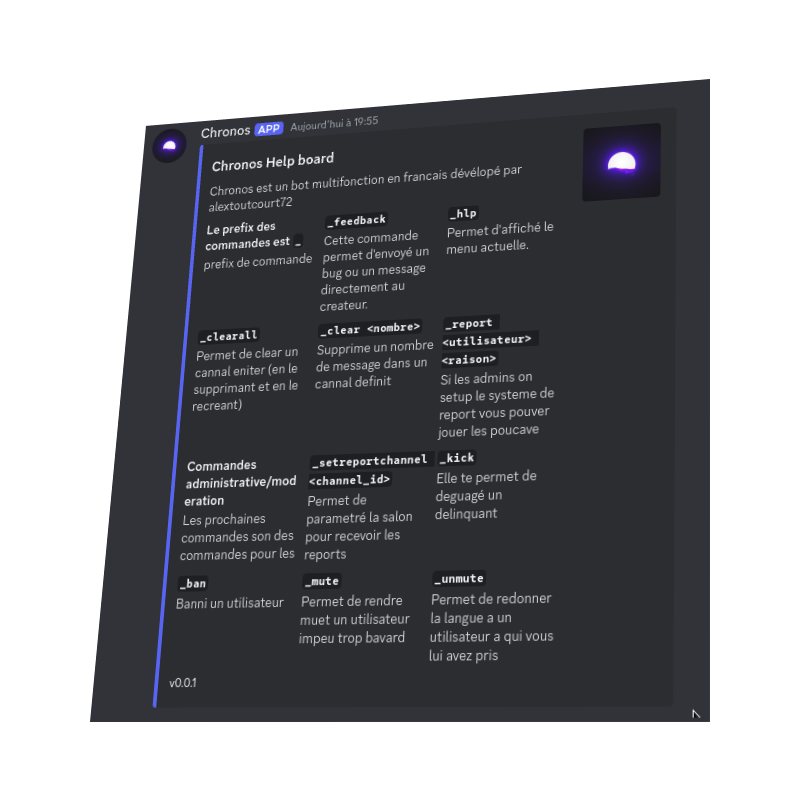 Chronos APP Aujourd'hui à 19:55
Chronos Help board
Chronos est un bot multifonction en francais dévélopé par
alextoutcourt72
Le prefix des
commandes est _
prefix de commande
_feedback
Cette commande
permet d'envoyé un
bug ou un message
directement au
createur.
_hlp
Permet d'affiché le
menu actuelle.
_clearall
Permet de clear un
cannal eniter (en le
supprimant et en le
recreant)
_clear <nombre>
Supprime un nombre
de message dans un
cannal definit
_report
<utilisateur>
<raison>
Si les admins on
setup le systeme de
report vous pouver
jouer les poucave
Commandes
administrative/mod
eration
Les prochaines
commandes son des
commandes pour les
_setreportchannel
<channel_id>
Permet de
parametré la salon
pour recevoir les
reports
_kick
Elle te permet de
deguagé un
delinquant
_ban
Banni un utilisateur
_mute
Permet de rendre
muet un utilisateur
impeu trop bavard
_unmute
Permet de redonner
la langue a un
utilisateur a qui vous
lui avez pris
v0.0.1